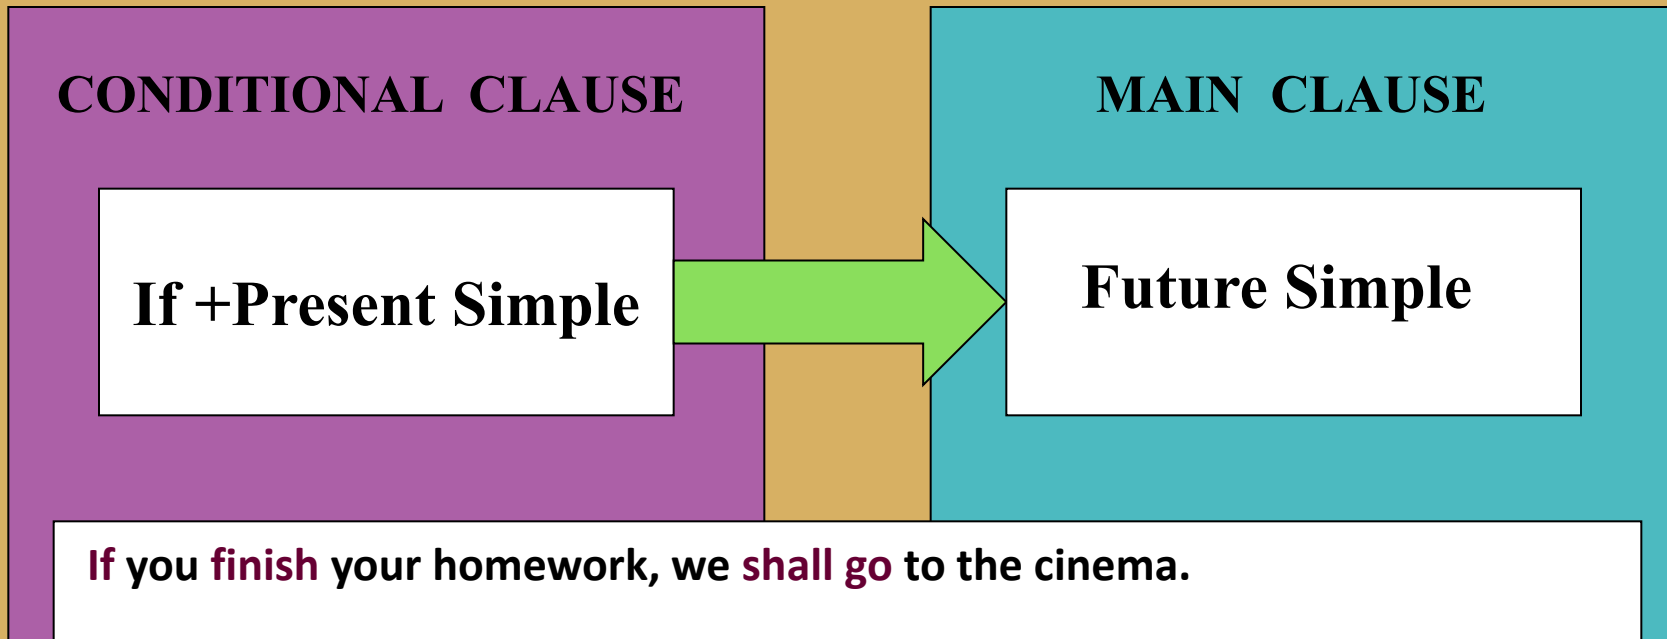 CONDITIONAL CLAUSE
MAIN CLAUSE
If +Present Simple
Future Simple
If you finish your homework, we shall go to the cinema.